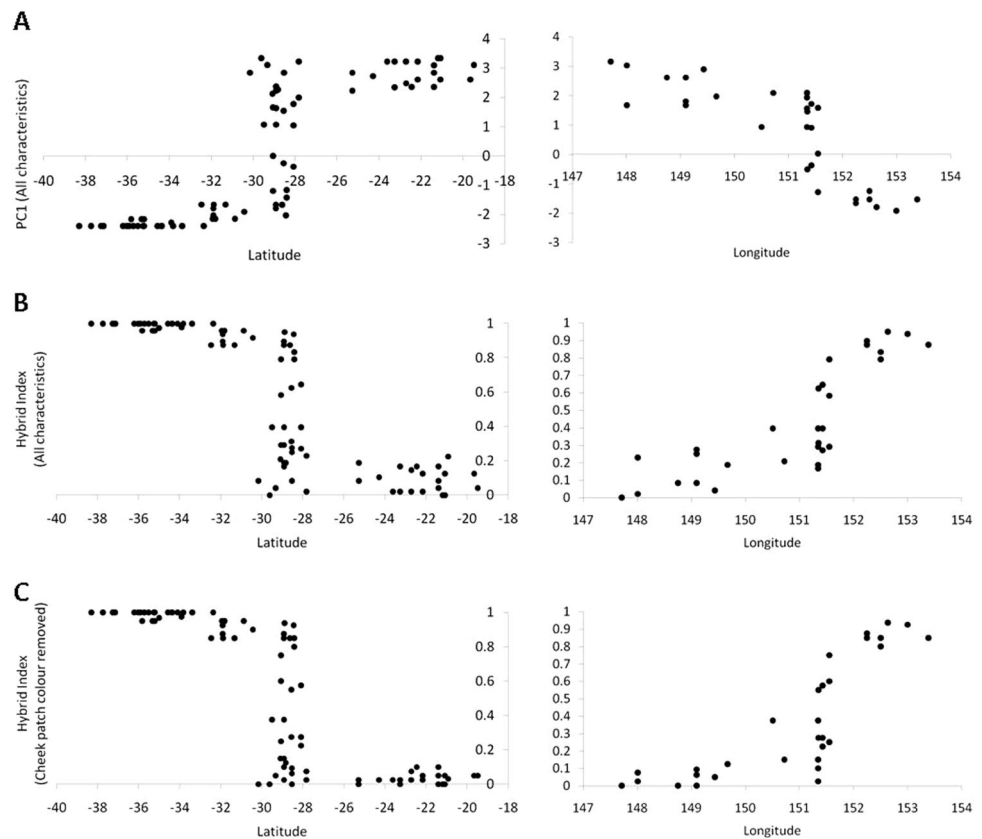 A
PC1 (All characteristics)
4
3
2
1
0
-1
-2
-3
-40 -38 -36 -34 -32 -30 -28 -26 -24 -22 -20 -18
Latitude
4
3
2
1
0
-1
-2
-3
147 148 149 150 151 152 153 154
Longitude
B
Hybrid Index
(All characteristics)
1
0.8
0.6
0.4
0.2
0
-40 -38 -36 -34 -32 -30 -28 -26 -24 -22 -20 -18
Latitude
1
0.9
0.8
0.7
0.6
0.5
0.4
0.3
0.2
0.1
0
147 148 149 150 151 152 153 154
Longitude
C
Hybrid Index
(Cheek patch colour removed)
1
0.8
0.6
0.4
0.2
0
-40 -38 -36 -34 -32 -30 -28 -26 -24 -22 -20 -18
Latitude
1
0.9
0.8
0.7
0.6
0.5
0.4
0.3
0.2
0.1
0
147 148 149 150 151 152 153 154
Longitude